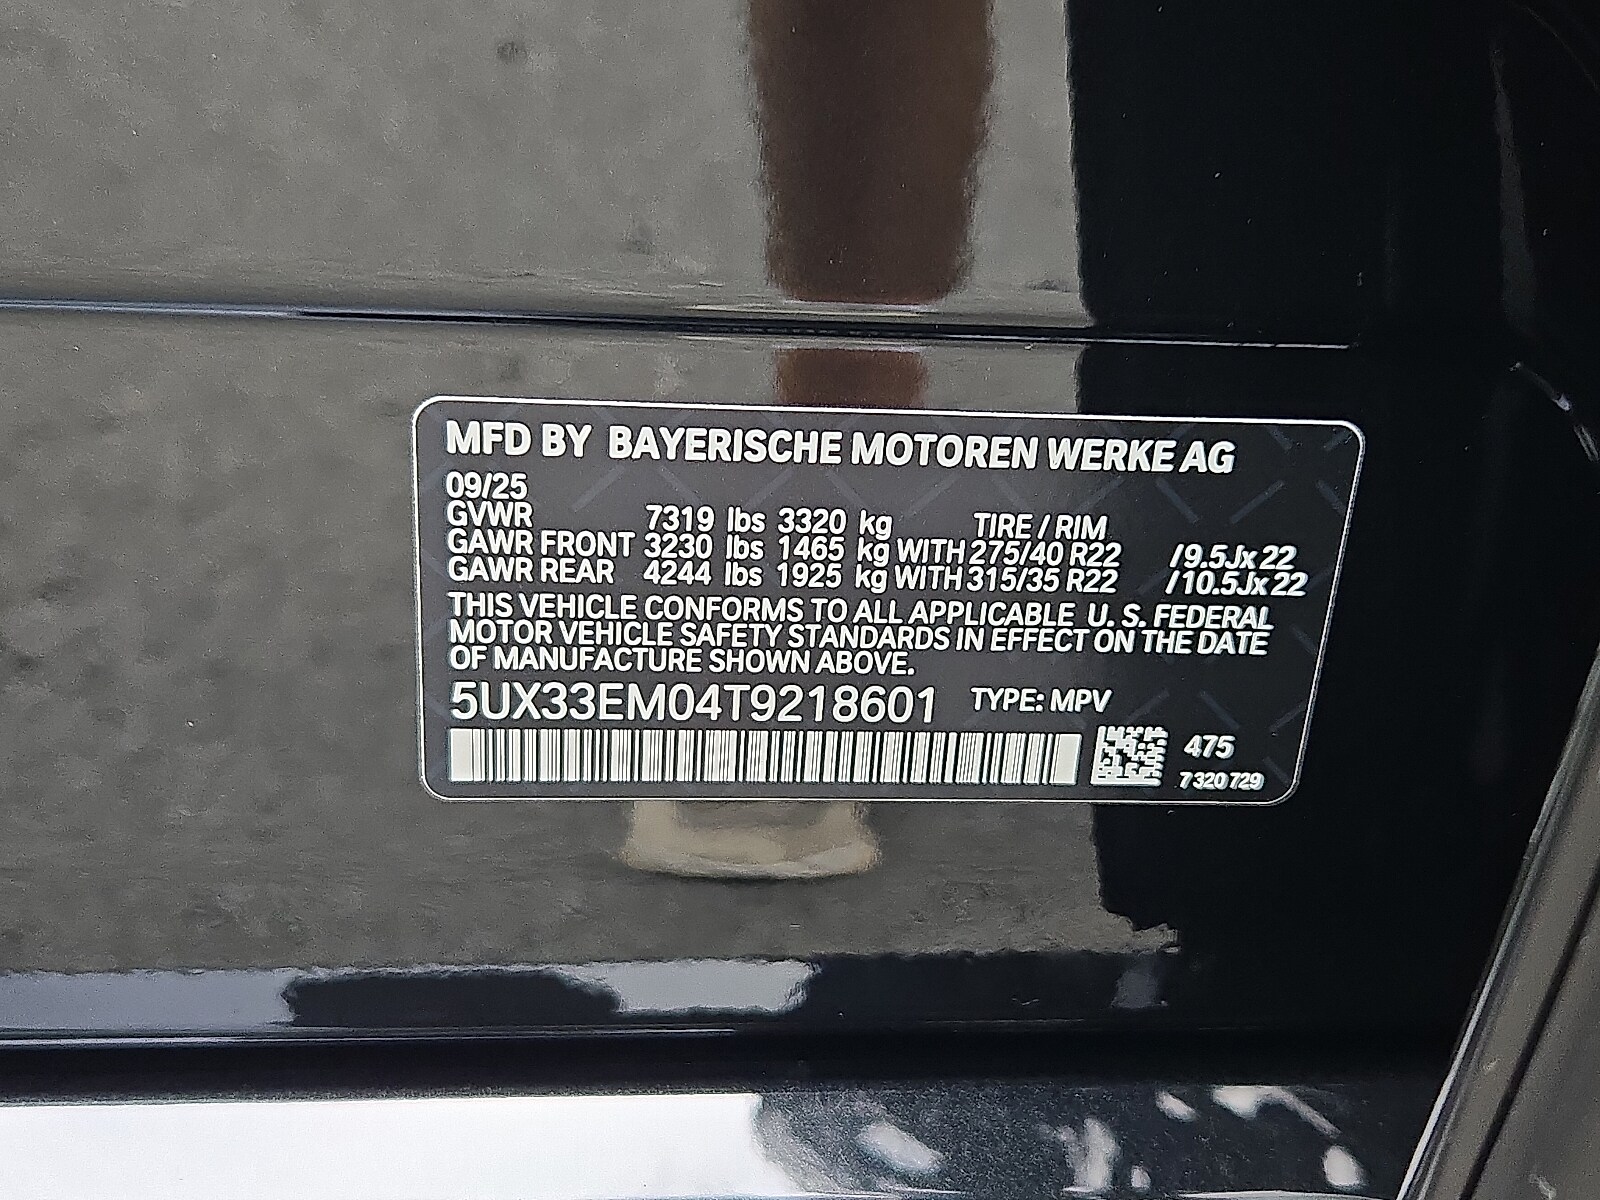 MFD BY BAYERISCHE MOTOREN WERKE AG
09/25
GVWR 7319 lbs 3320 kg TIRE / RIM
GAWR FRONT 3230 lbs 1465 kg WITH 275/40 R22 /9.5Jx22
GAWR REAR 4244 lbs 1925 kg WITH 315/35 R22 /10.5Jx22
THIS VEHICLE CONFORMS TO ALL APPLICABLE U. S. FEDERAL
MOTOR VEHICLE SAFETY STANDARDS IN EFFECT ON THE DATE
OF MANUFACTURE SHOWN ABOVE.
5UX33EM04T9218601 TYPE: MPV
475
7320729